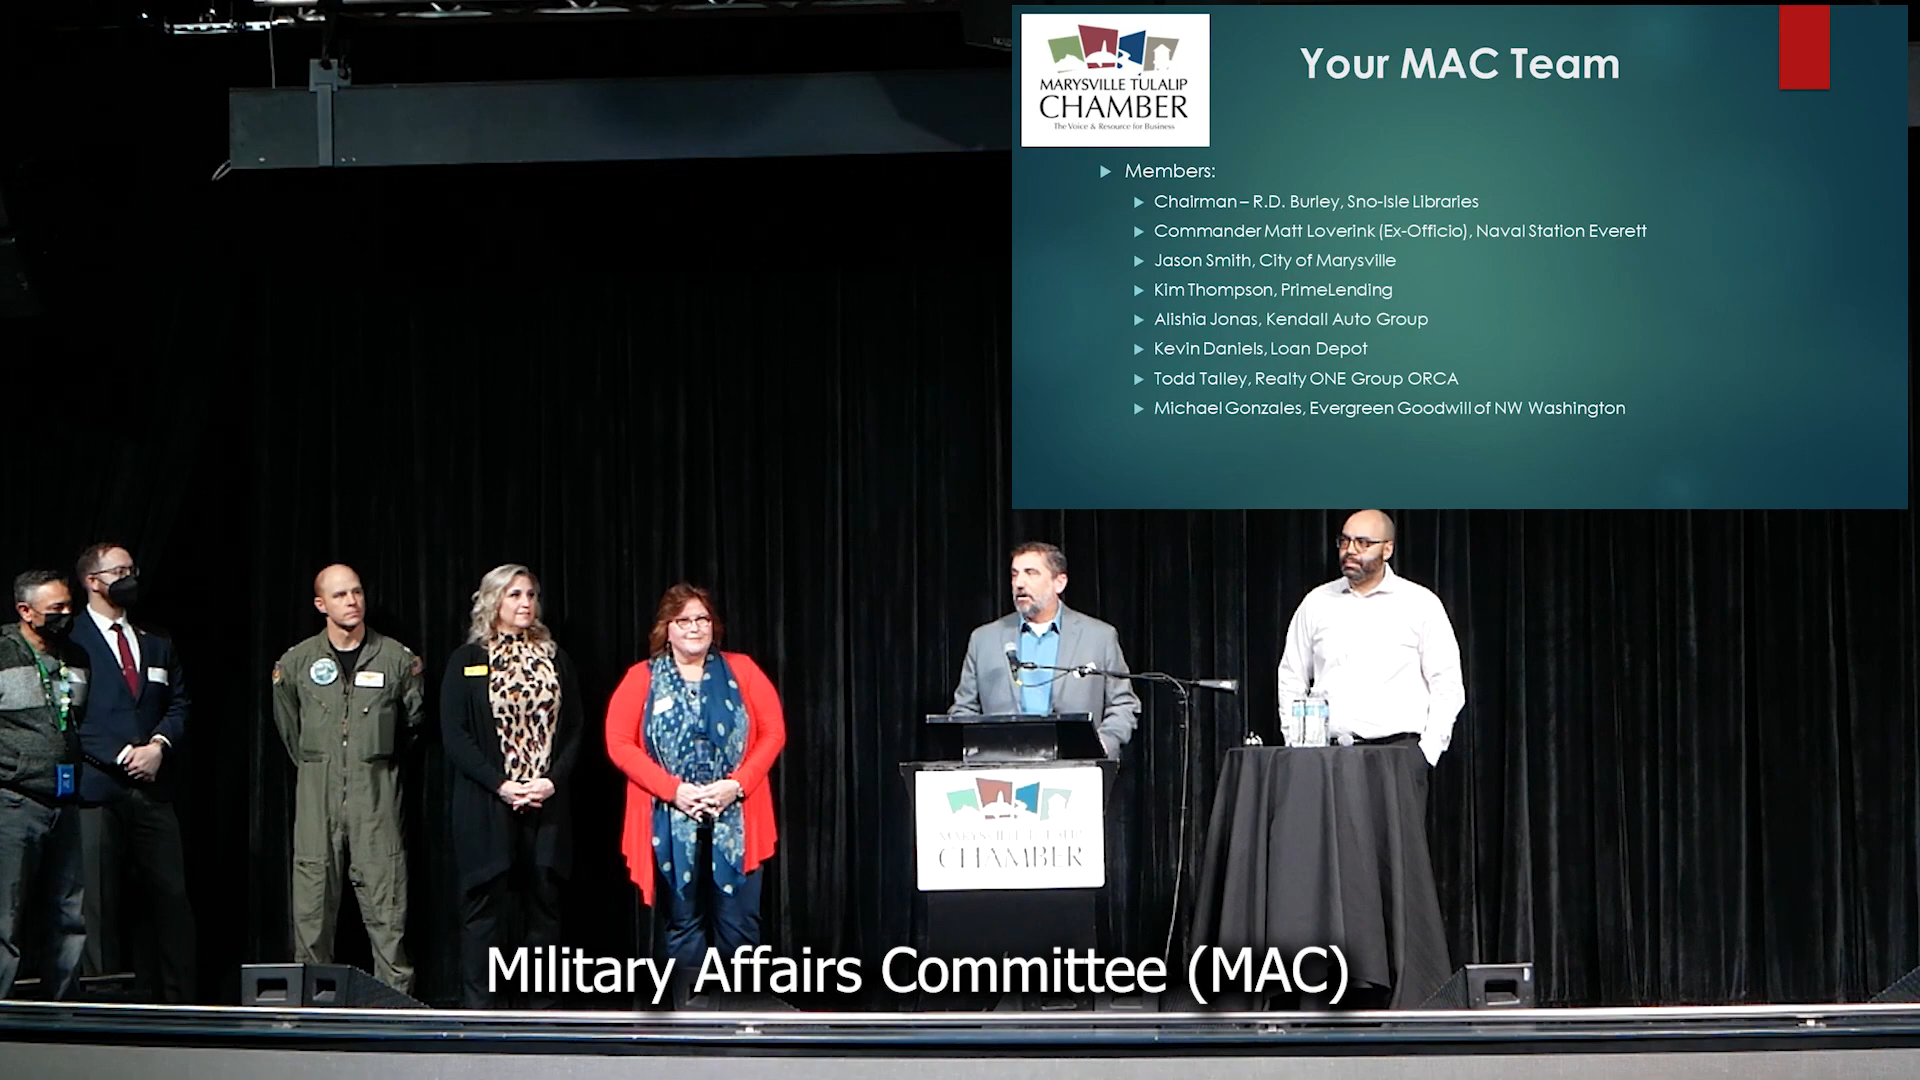 MARYSVILLE TULALIP
CHAMBER
The Voice & Resource for Business
Your MAC Team
Members:
Chairman – R.D. Burley, Sno-Isle Libraries
Commander Matt Loverink (Ex-Officio), Naval Station Everett
Jason Smith, City of Marysville
Kim Thompson, PrimeLending
Alishia Jonas, Kendall Auto Group
Kevin Daniels, Loan Depot
Todd Talley, Realty ONE Group ORCA
Michael Gonzales, Evergreen Goodwill of NW Washington
MARYSVILLE TULALIP
CHAMBER
Military Affairs Committee (MAC)